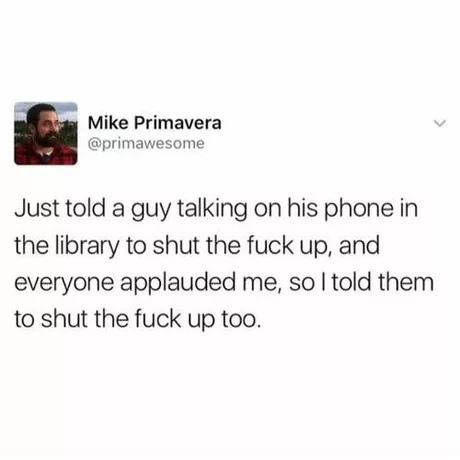 Mike Primavera
@primawesome
Just told a guy talking on his phone in
the library to shut the fuck up, and
everyone applauded me, so I told them
to shut the fuck up too.